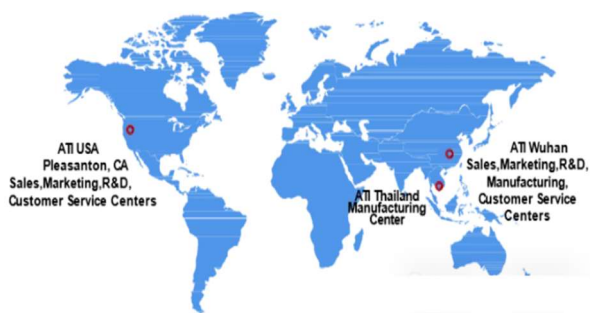 ATI USA
Pleasanton, CA
Sales,Marketing,R&D,
Customer Service Centers
ATI Thailand
Manufacturing
Center
ATI Wuhan
Sales,Marketing,R&D,
Manufacturing,
Customer Service
Centers